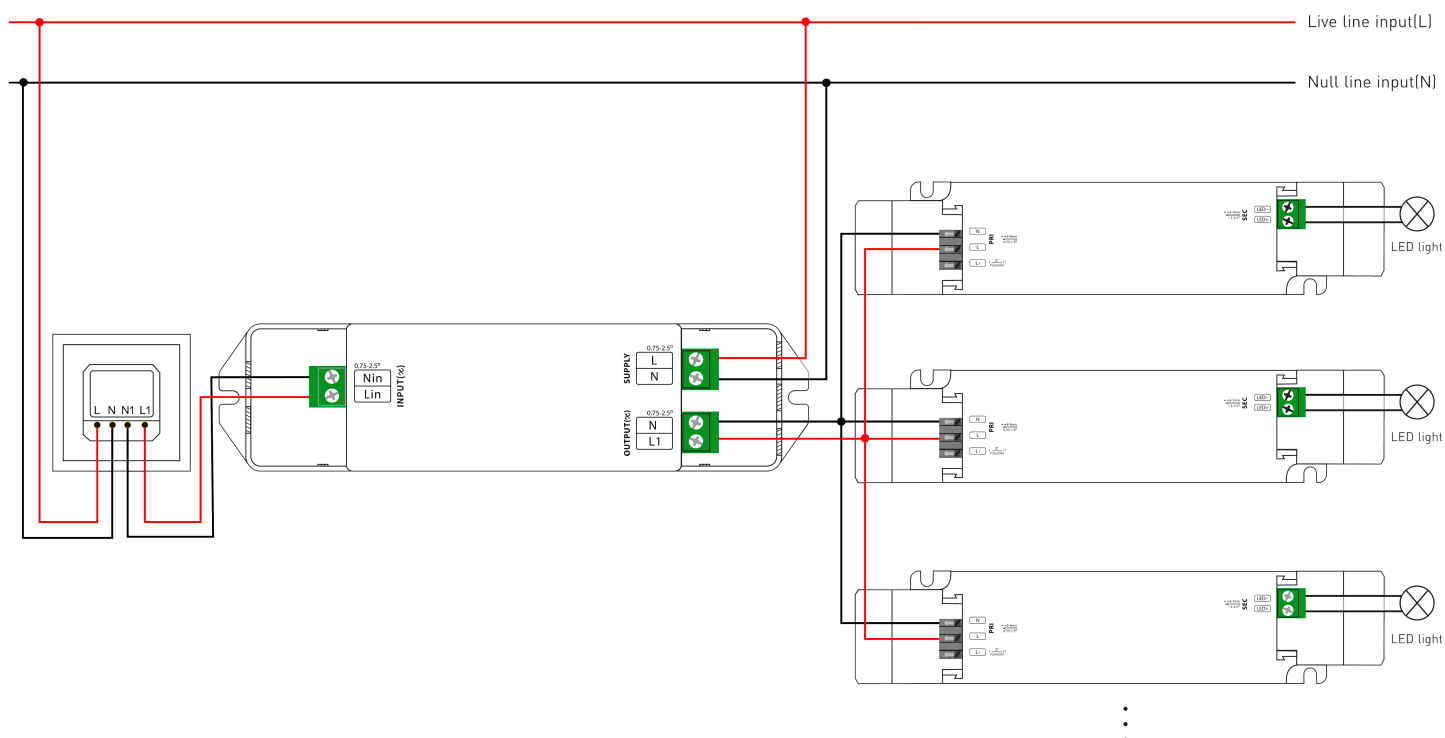 Live line input(L)
Null line input(N)
L N N1 L1
0.75-2.5²
Nin
Lin
INPUT(≂)
SUPPLY
0.75-2.5²
L
N
OUTPUT(≂)
0.75-2.5²
N
L1
N
L
PRI
SEC
LED-
LED+
LED light
N
L
PRI
SEC
LED-
LED+
LED light
N
L
PRI
SEC
LED-
LED+
LED light